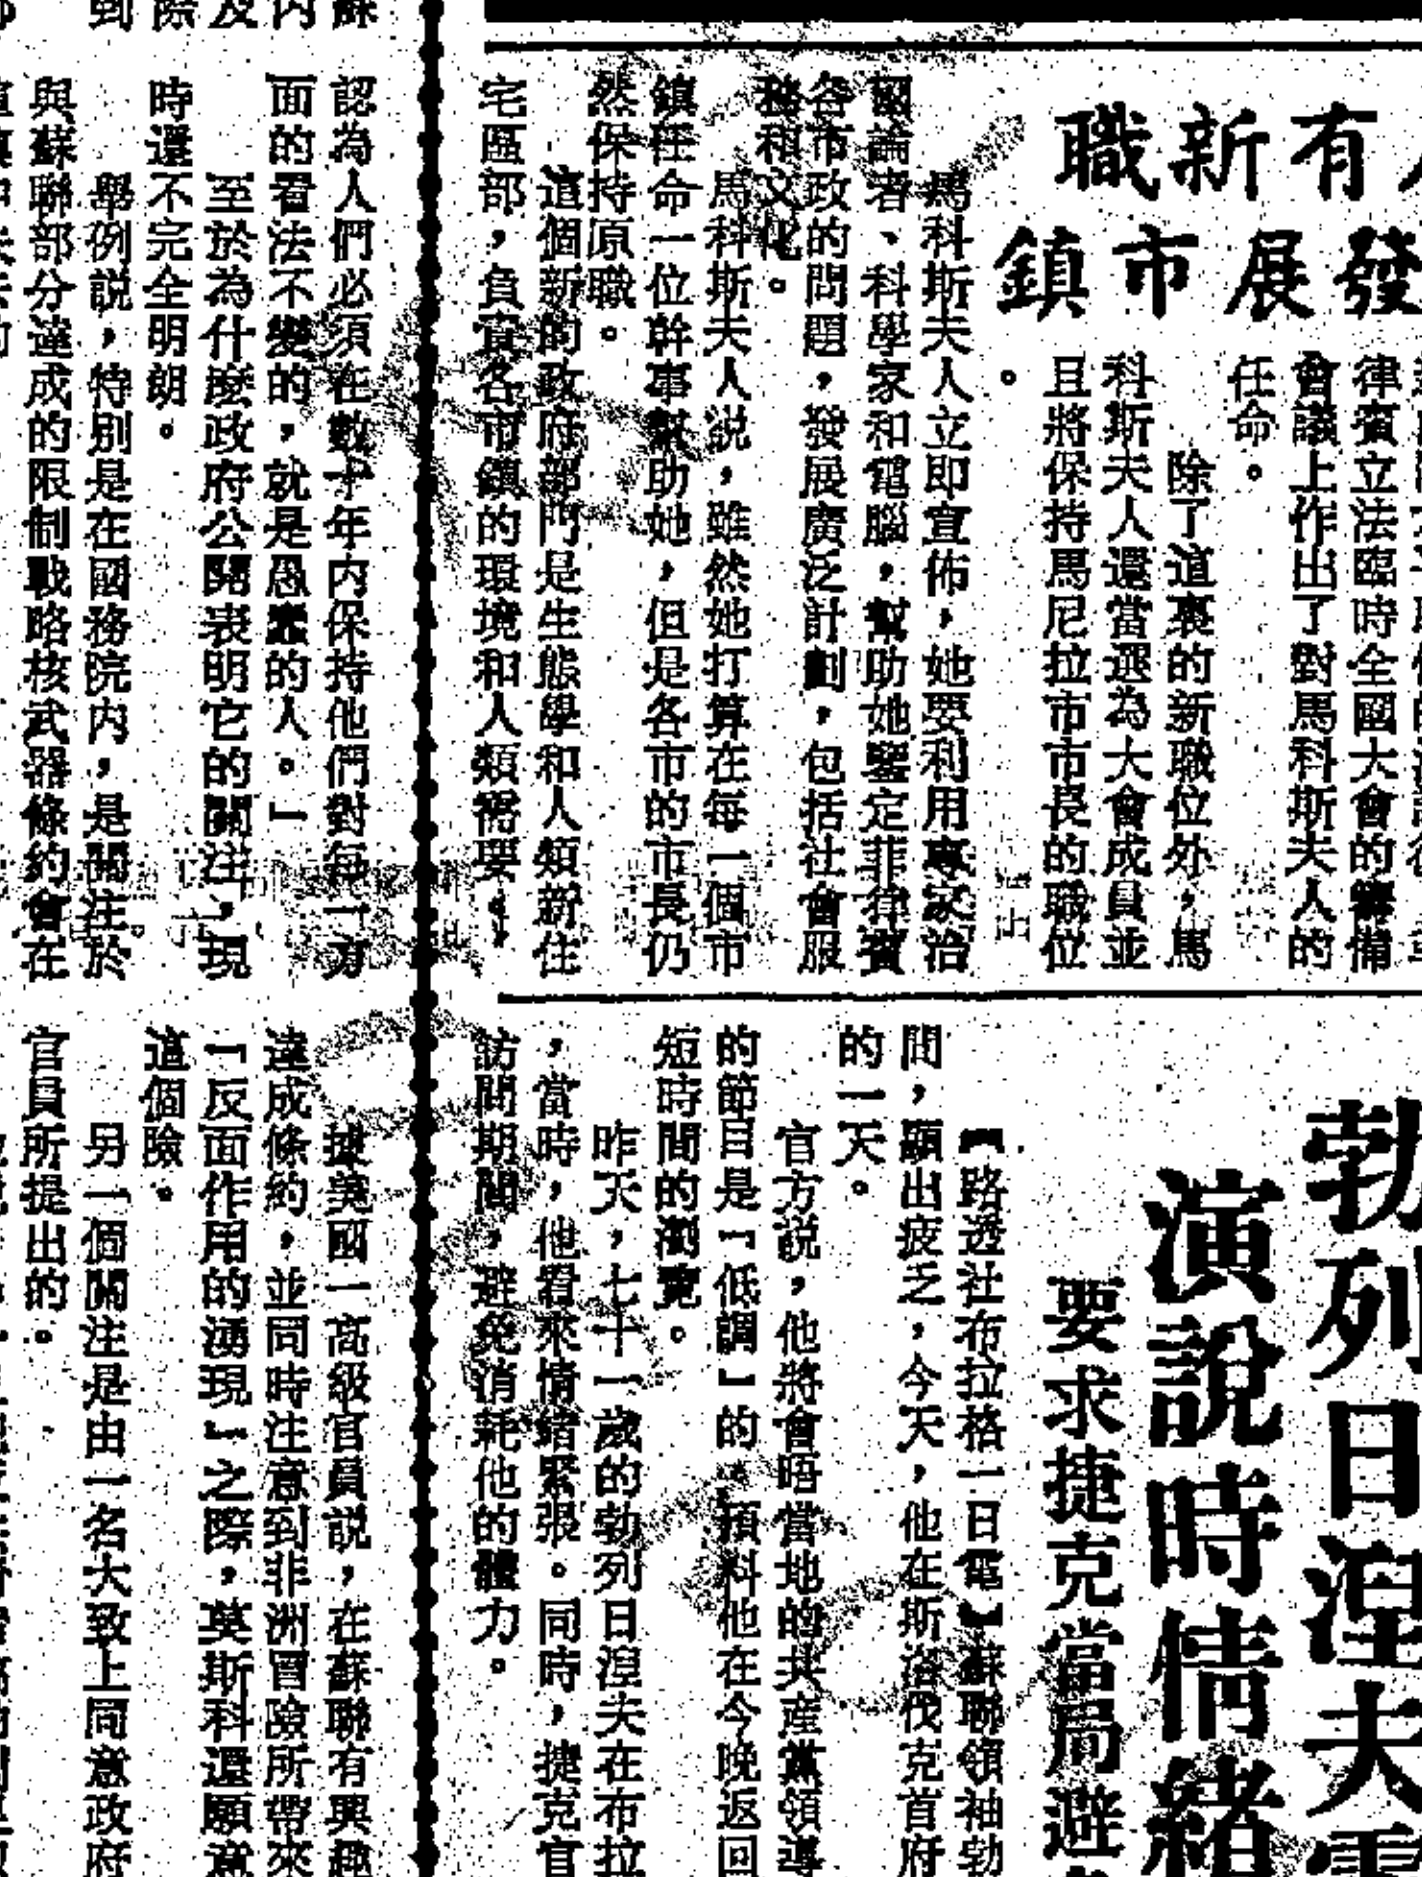 有新職
發展市鎮
律賓立法臨時全國大會的籌備
會議上作出了對馬科斯夫人的
任命。
除了這裏的新職位外,馬
科斯夫人還當選為大會成員並
且將保持馬尼拉市市長的職位
。
馬科斯夫人立即宣佈,她要利用專家治
國論者、科學家和電腦,幫助她鑒定菲律賓
各市政的問題,發展廣泛計劃,包括社會服
務和文化。
馬科斯夫人説,雖然她打算在每一個市
鎮任命一位幹事幫助她,但是各市的市長仍
然保持原職。
這個新的政府部門是生態學和人類新住
宅區部,負責各市鎮的環境和人類需要,
勃列日涅夫
演説時情緒
要求捷克當局避
【路透社布拉格一日電】蘇聯領袖勃
間,顯出疲乏,今天,他在斯洛伐克首府
的一天。
官方説,他將會晤當地的共產黨領導
的節目是「低調」的。預料他在今晚返回
短時間的瀏覽。
昨天,七十一歲的勃列日涅夫在布拉
,當時,他看來情緒緊張。同時,捷克官
訪問期間,避免消耗他的體力。
認為人們必須在數十年内保持他們對每一方
面的看法不變的,就是愚蠢的人。」
至於為什麼政府公開表明它的關注,現
時還不完全明朗。
舉例説,特別是在國務院内,是關注於
與蘇聯部分達成的限制戰略核武器條約會在
據美國一高級官員説,在蘇聯有興趣
達成條約,並同時注意到非洲冒險所帶來
「反面作用的湧現」之際,莫斯科還願意
這個險。
另一個關注是由一名大致上同意政府
官員所提出的。